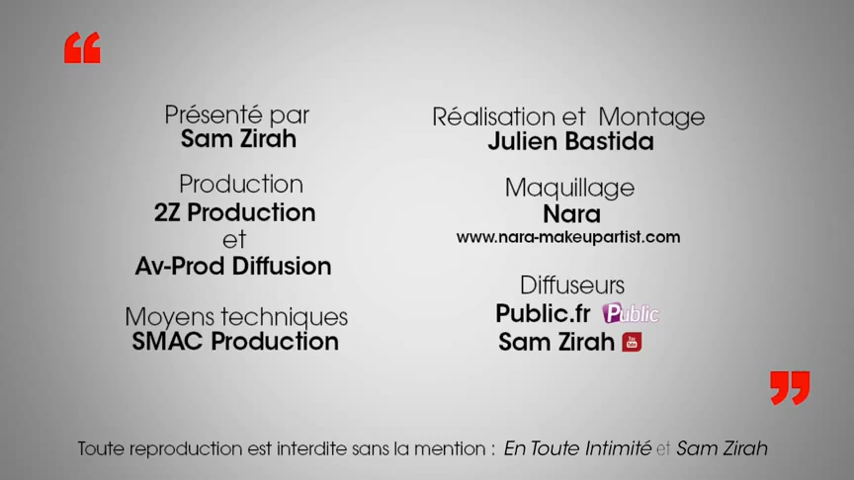 Présenté par
Sam Zirah
Production
2Z Production
et
Av-Prod Diffusion
Moyens techniques
SMAC Production
Réalisation et Montage
Julien Bastida
Maquillage
Nara
www.nara-makeupartist.com
Diffuseurs
Public.fr Public
Sam Zirah You Tube
Toute reproduction est interdite sans la mention : En Toute Intimité et Sam Zirah